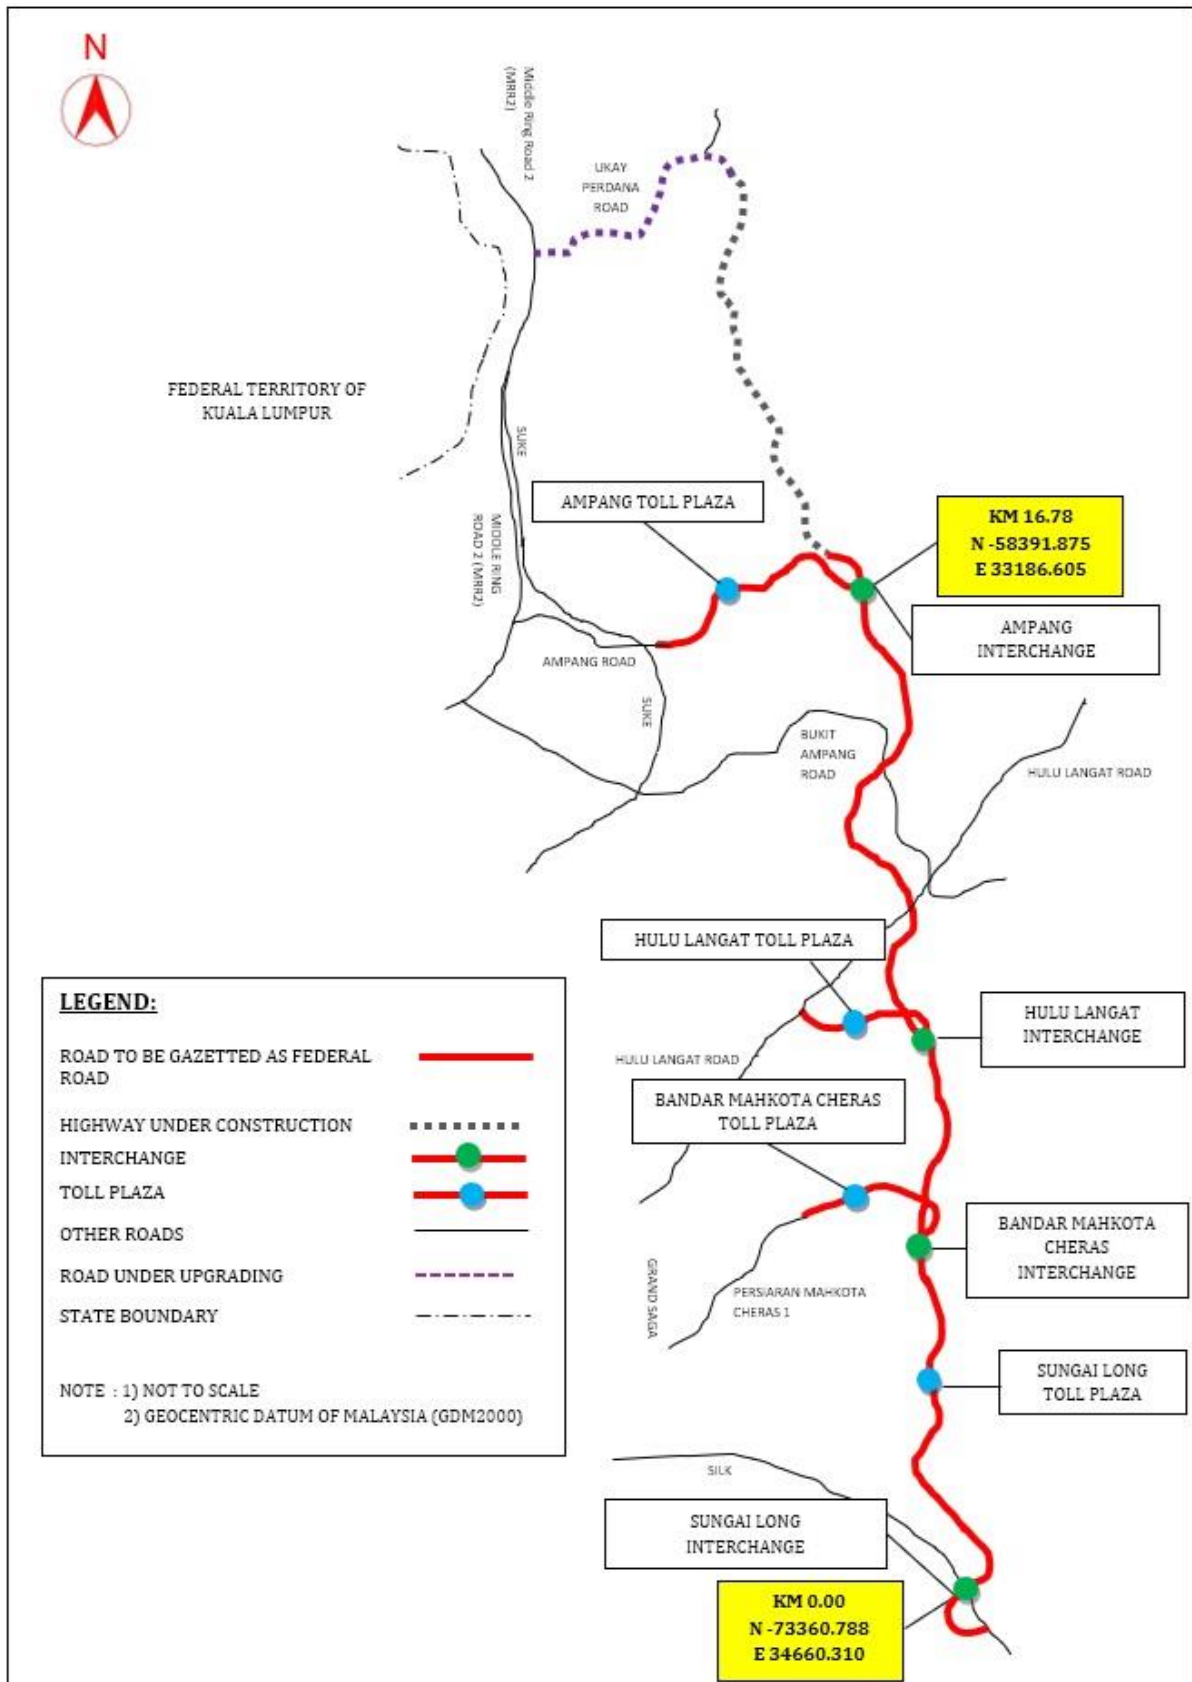 N
Middle Ring Road 2
(MRR2)
UKAY
PERDANA
ROAD
FEDERAL TERRITORY OF
KUALA LUMPUR
SUKE
AMPANG TOLL PLAZA
KM 16.78
N -58391.875
E 33186.605
MIDDLE RING
ROAD 2 (MRR2)
AMPANG
INTERCHANGE
AMPANG ROAD
SUKE
BUKIT
AMPANG
ROAD
HULU LANGAT ROAD
HULU LANGAT TOLL PLAZA
HULU LANGAT
INTERCHANGE
HULU LANGAT ROAD
BANDAR MAHKOTA CHERAS
TOLL PLAZA
BANDAR MAHKOTA
CHERAS
INTERCHANGE
GRAND SAGA
PERSIARAN MAHKOTA
CHERAS 1
SUNGAI LONG
TOLL PLAZA
SILK
SUNGAI LONG
INTERCHANGE
KM 0.00
N -73360.788
E 34660.310
LEGEND:
ROAD TO BE GAZETTED AS FEDERAL
ROAD
HIGHWAY UNDER CONSTRUCTION
INTERCHANGE
TOLL PLAZA
OTHER ROADS
ROAD UNDER UPGRADING
STATE BOUNDARY
NOTE : 1) NOT TO SCALE
2) GEOCENTRIC DATUM OF MALAYSIA (GDM2000)